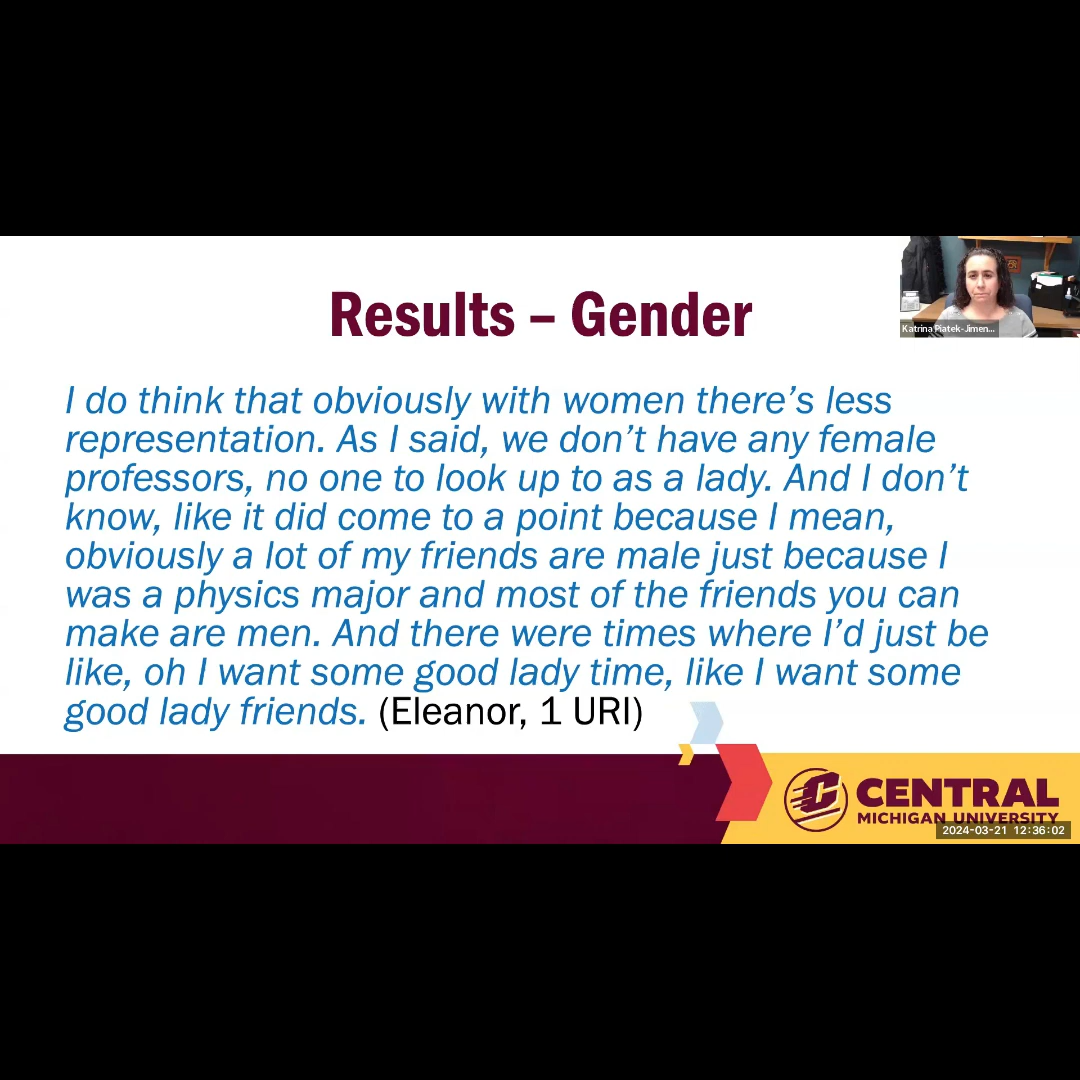 Results – Gender
Katrina Piatek-Jimen...
I do think that obviously with women there’s less
representation. As I said, we don’t have any female
professors, no one to look up to as a lady. And I don’t
know, like it did come to a point because I mean,
obviously a lot of my friends are male just because I
was a physics major and most of the friends you can
make are men. And there were times where I’d just be
like, oh I want some good lady time, like I want some
good lady friends. (Eleanor, 1 URI)
C
CENTRAL
MICHIGAN UNIVERSITY
2024-03-21 12:36:02